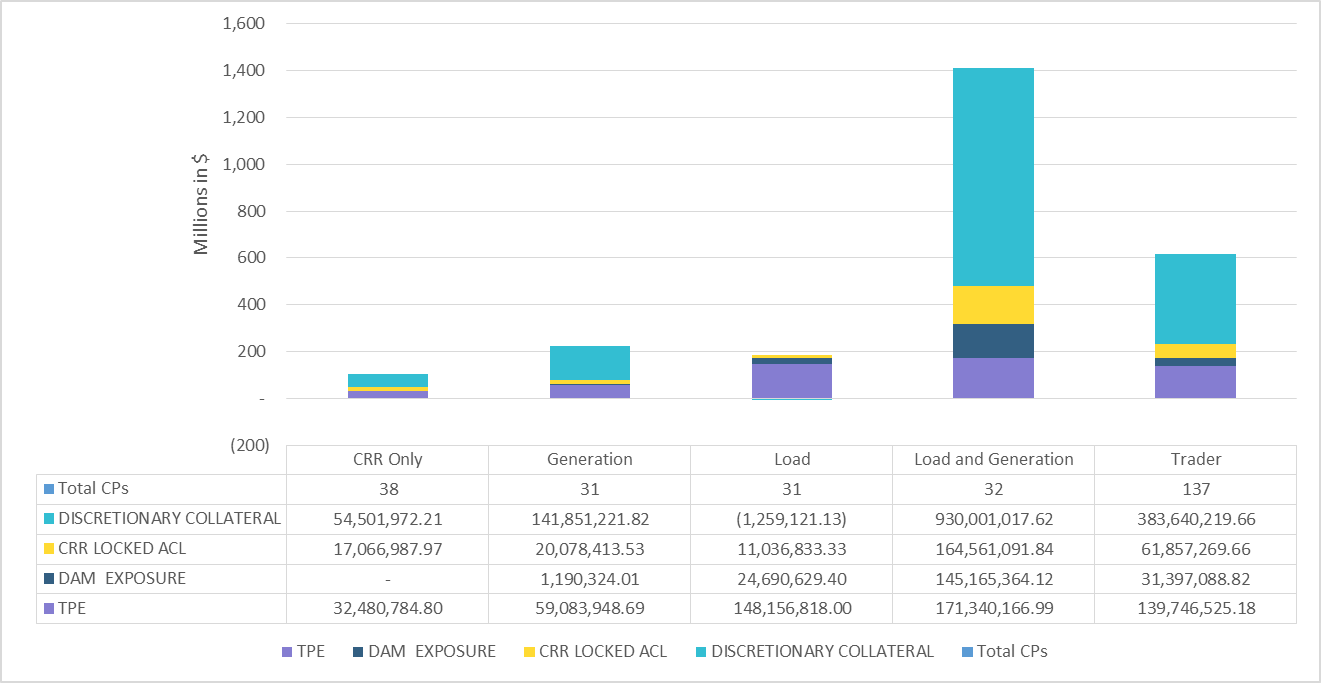 1,600
1,400
1,200
1,000
800
600
400
200
-
(200)
Millions in $
CRR Only Generation Load Load and Generation Trader
Total CPs 38 31 31 32 137
DISCRETIONARY COLLATERAL 54,501,972.21 141,851,221.82 (1,259,121.13) 930,001,017.62 383,640,219.66
CRR LOCKED ACL 17,066,987.97 20,078,413.53 11,036,833.33 164,561,091.84 61,857,269.66
DAM EXPOSURE - 1,190,324.01 24,690,629.40 145,165,364.12 31,397,088.82
TPE 32,480,784.80 59,083,948.69 148,156,818.00 171,340,166.99 139,746,525.18
TPE DAM EXPOSURE CRR LOCKED ACL DISCRETIONARY COLLATERAL Total CPs